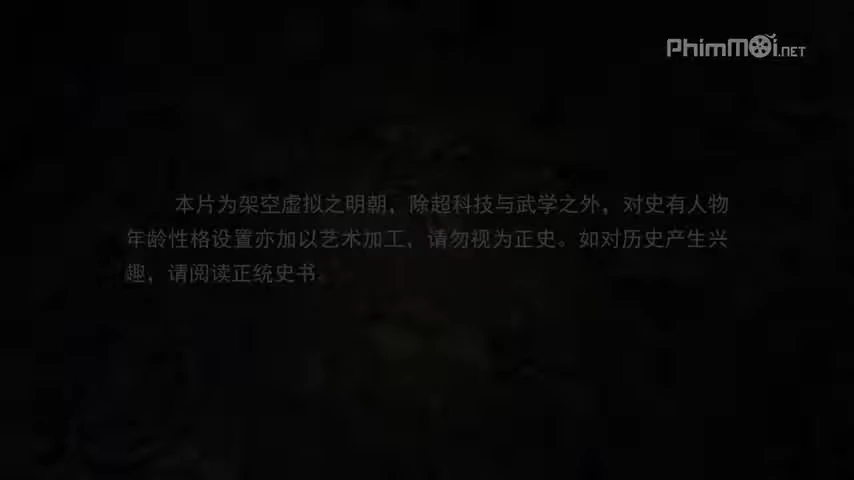 PhimMỡi.NET
本片为架空虚拟之明朝，除超科技与武学之外，对史有人物
年龄性格设置亦加以艺术加工，请勿视为正史。如对历史产生兴
趣，请阅读正统史书。